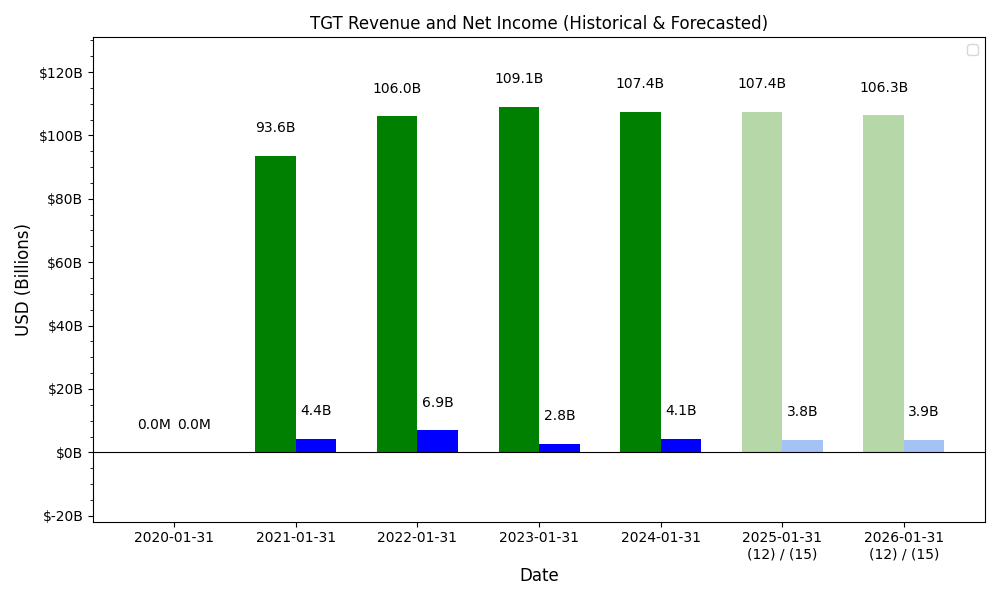 TGT Revenue and Net Income (Historical & Forecasted)
$120B
$100B
$80B
$60B
$40B
$20B
$0B
$-20B
USD (Billions)
0.0M 0.0M
93.6B
4.4B
106.0B
6.9B
109.1B
2.8B
107.4B
4.1B
107.4B
3.8B
106.3B
3.9B
2020-01-31
2021-01-31
2022-01-31
2023-01-31
2024-01-31
2025-01-31
(12) / (15)
2026-01-31
(12) / (15)
Date